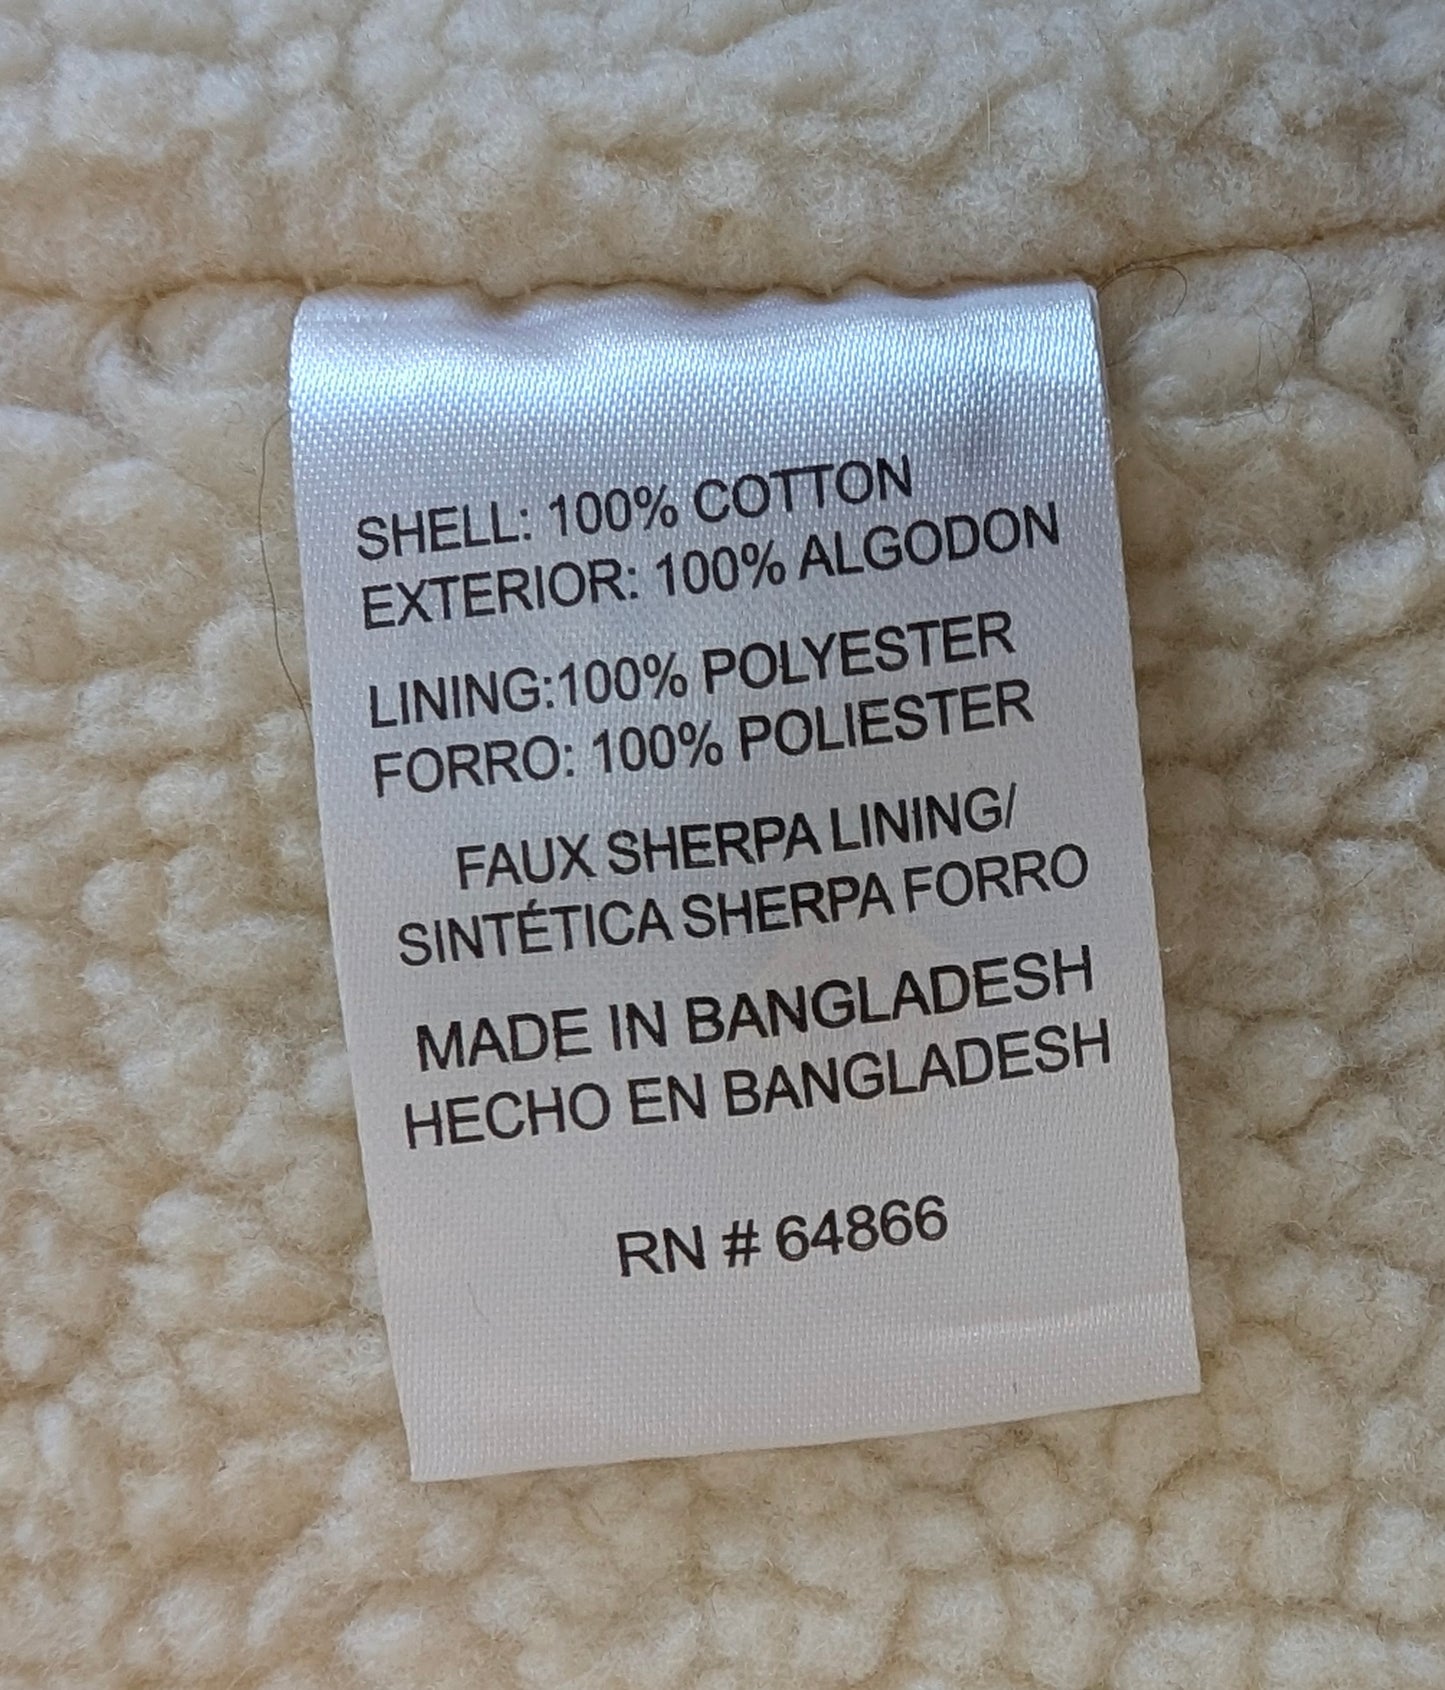 SHELL: 100% COTTON
EXTERIOR: 100% ALGODON
LINING:100% POLYESTER
FORRO: 100% POLIESTER
FAUX SHERPA LINING/
SINTÉTICA SHERPA FORRO
MADE IN BANGLADESH
HECHO EN BANGLADESH
RN # 64866